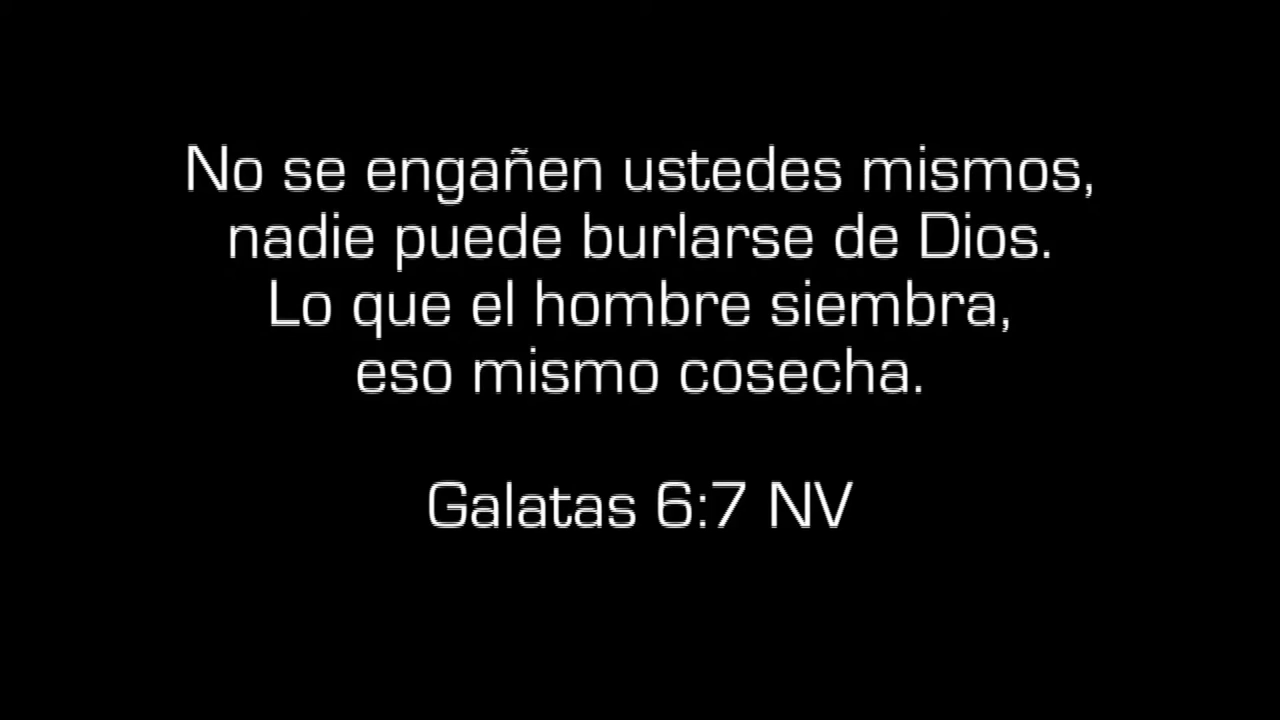 No se engañen ustedes mismos,
nadie puede burlarse de Dios.
Lo que el hombre siembra,
eso mismo cosecha.
Galatas 6:7 NV